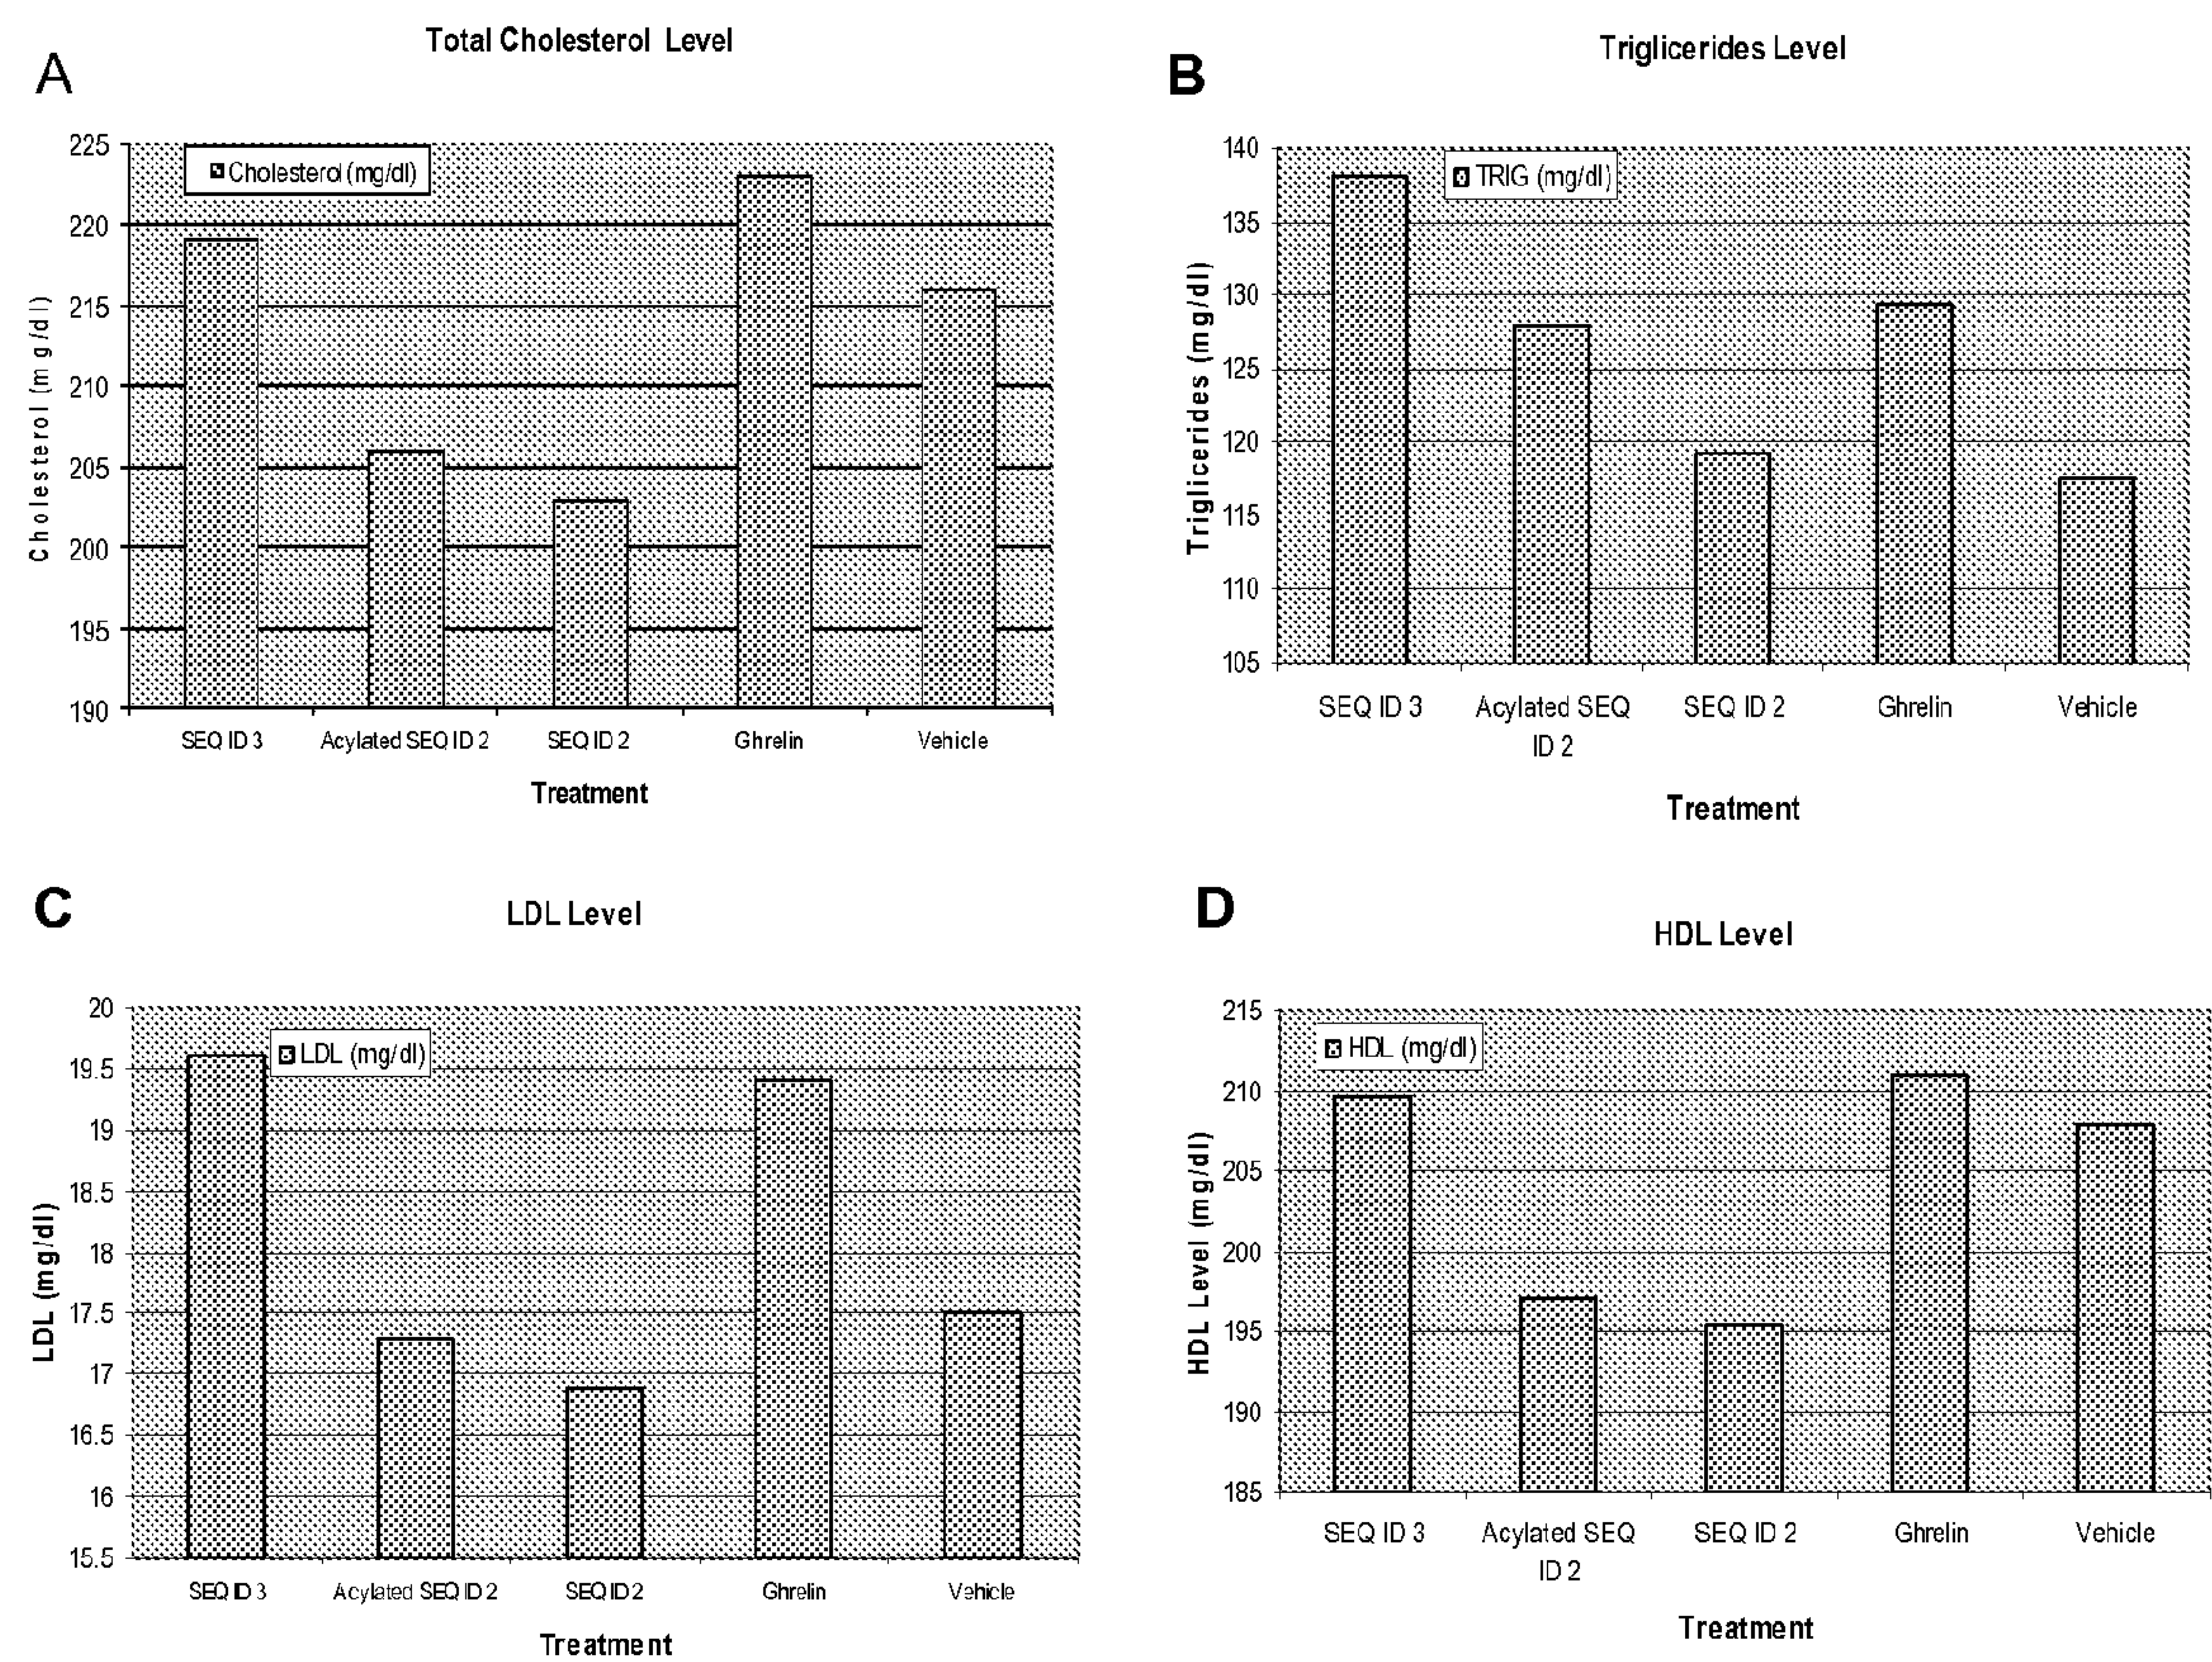 A
Total Cholesterol Level
Cholesterol (mg/dl)
225
220
215
210
205
200
195
190
Cholesterol (mg/dl)
SEQ ID 3
Acylated SEQ ID 2
SEQ ID 2
Ghrelin
Vehicle
Treatment
B
Triglicerides Level
TRIG (mg/dl)
140
135
130
125
120
115
110
105
Triglicerides (mg/dl)
SEQ ID 3
Acylated SEQ
ID 2
SEQ ID 2
Ghrelin
Vehicle
Treatment
C
LDL Level
LDL (mg/dl)
20
19.5
19
18.5
18
17.5
17
16.5
16
15.5
LDL (mg/dl)
SEQ ID 3
Acylated SEQ ID 2
SEQ ID 2
Ghrelin
Vehicle
Treatment
D
HDL Level
HDL (mg/dl)
215
210
205
200
195
190
185
HDL Level (mg/dl)
SEQ ID 3
Acylated SEQ
ID 2
SEQ ID 2
Ghrelin
Vehicle
Treatment